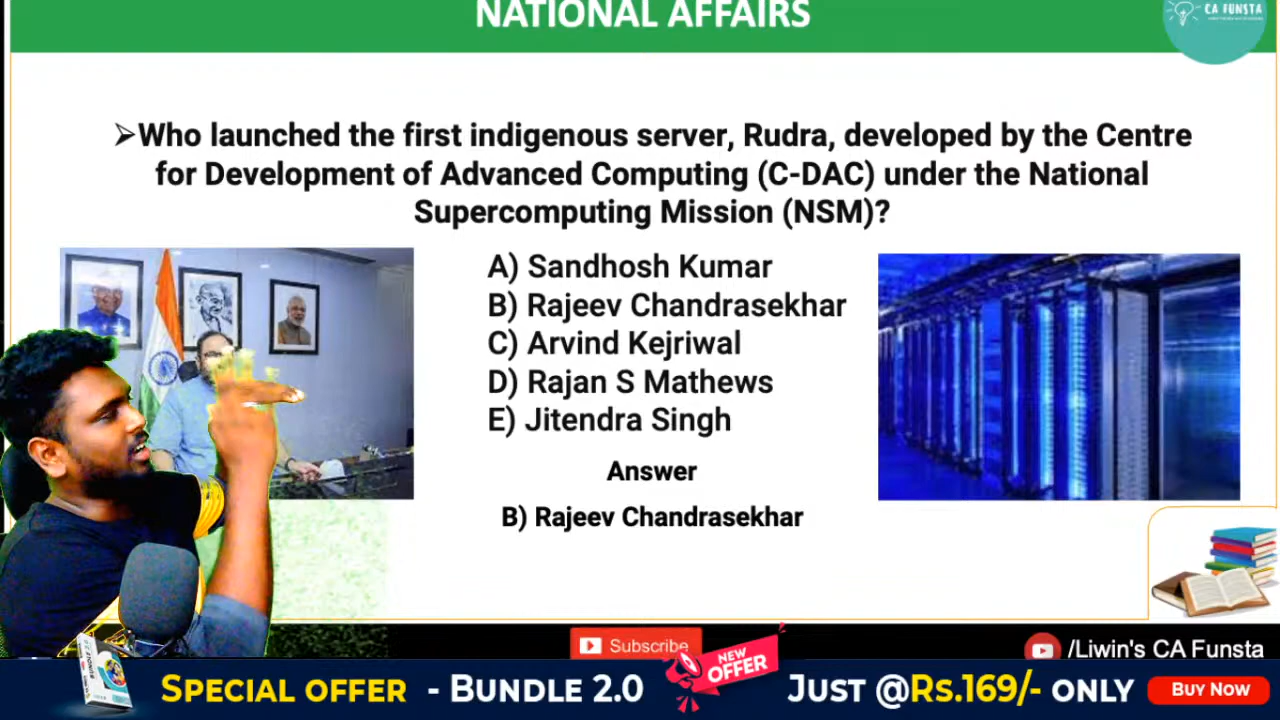 NATIONAL AFFAIRS
CA FUNSTA
➢Who launched the first indigenous server, Rudra, developed by the Centre
for Development of Advanced Computing (C-DAC) under the National
Supercomputing Mission (NSM)?
A) Sandhosh Kumar
B) Rajeev Chandrasekhar
C) Arvind Kejriwal
D) Rajan S Mathews
E) Jitendra Singh
Answer
B) Rajeev Chandrasekhar
Subscribe
/Liwin's CA Funsta
SPECIAL OFFER - BUNDLE 2.0
NEW
OFFER
JUST @Rs.169/- ONLY
Buy Now